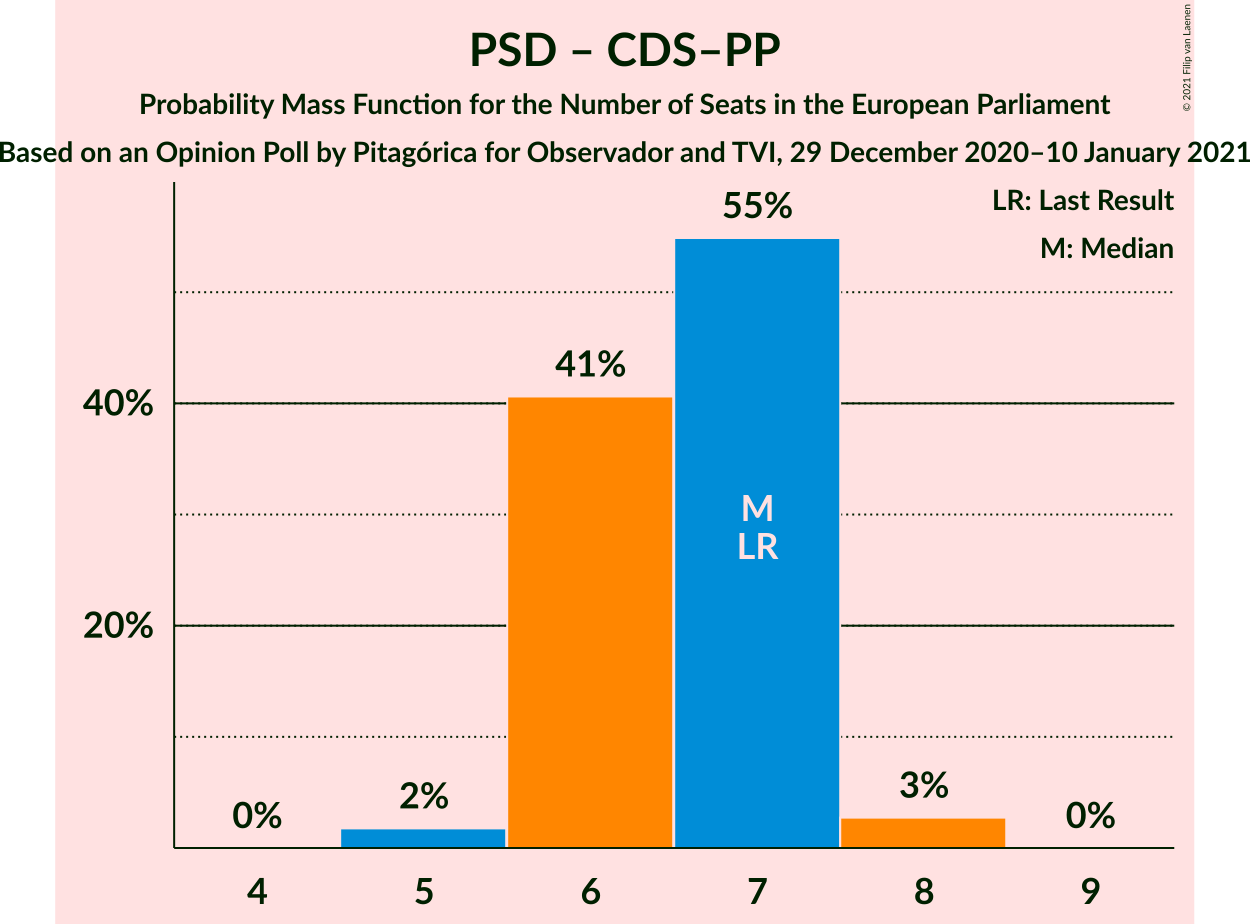 PSD – CDS–PP
Probability Mass Function for the Number of Seats in the European Parliament
Based on an Opinion Poll by Pitagórica for Observador and TVI, 29 December 2020–10 January 2021
© 2021 Filip van Laenen
LR: Last Result
M: Median
55%
41%
40%
M
LR
20%
2%
3%
0%
0%
4 5 6 7 8 9